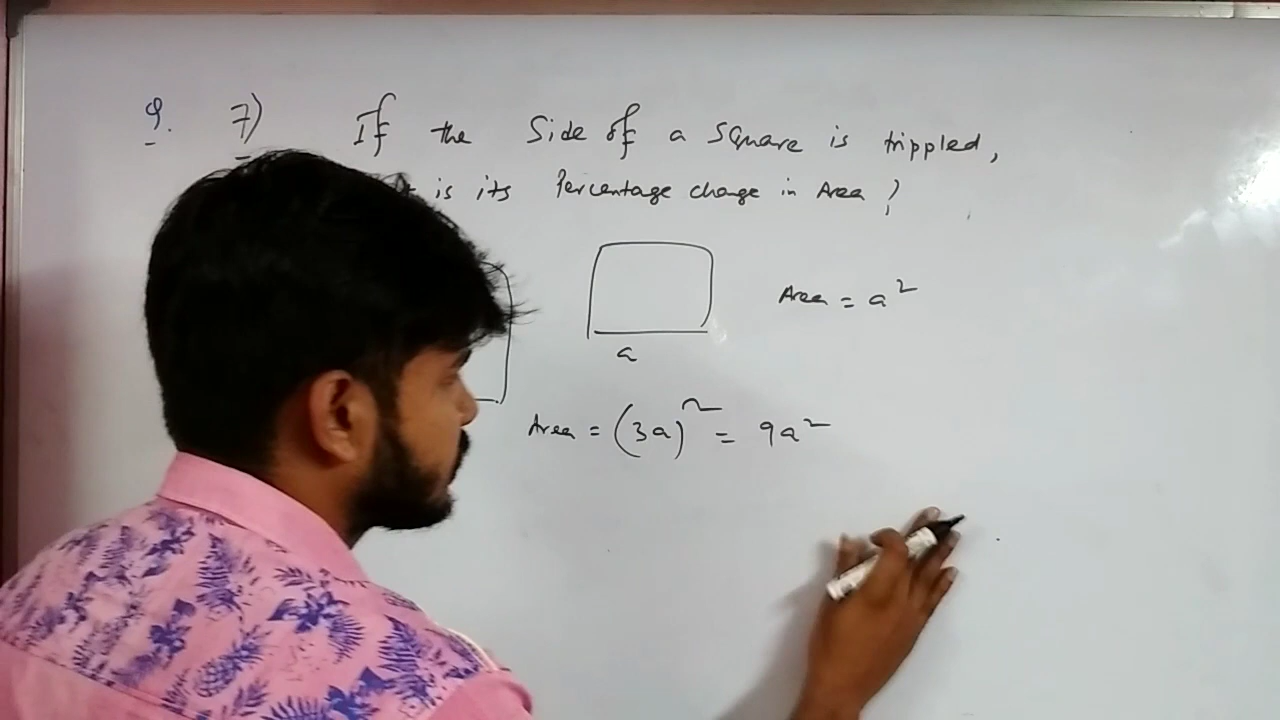 Q. 7) If the Side of a Square is trippled,
is its Percentage change in Area ?
Area = a²
a
Area = (3a)² = 9a²